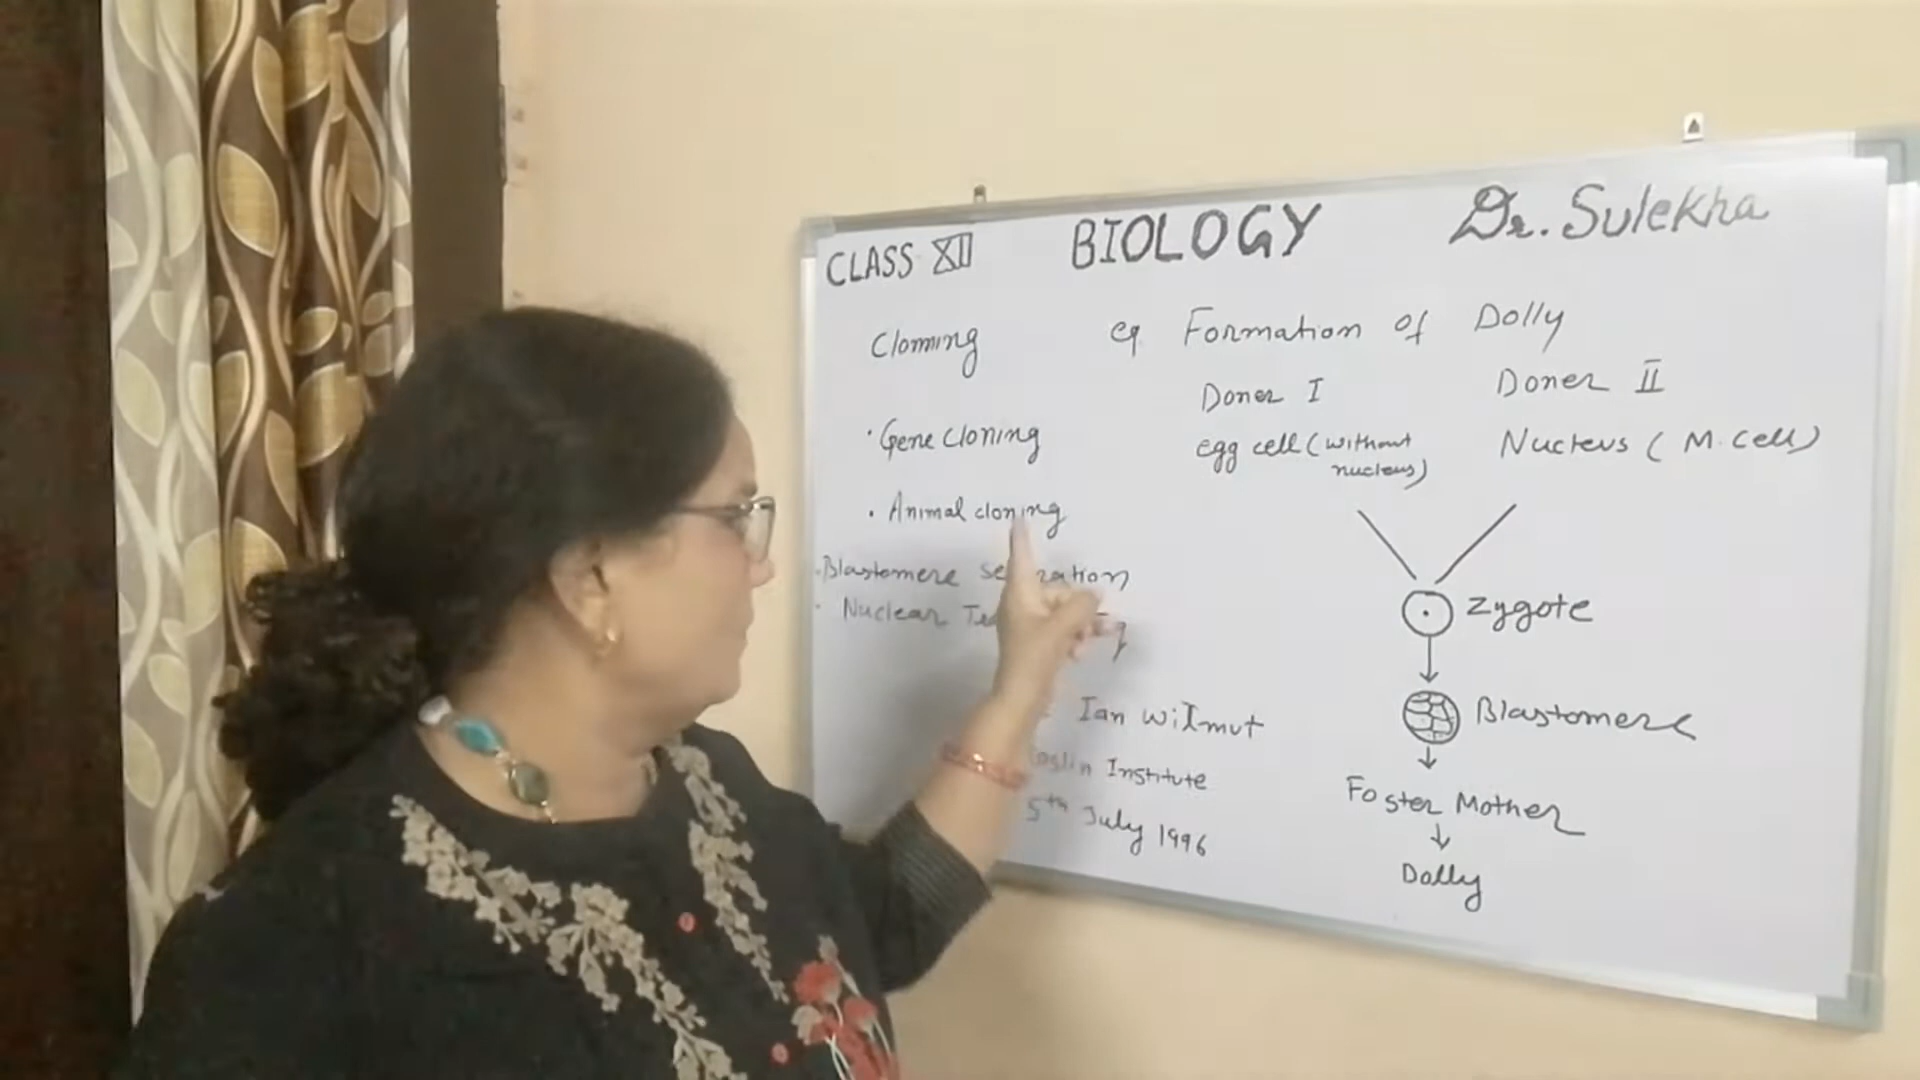 CLASS XII BIOLOGY Dr. Sulekha
Cloning
eg Formation of Dolly
Doner I
Doner II
egg cell (without nucleus)
Nucleus ( M. cell)
· Gene cloning
· Animal cloning
· Blastomere
· Nuclear
Zygote
Blastomere
Foster Mother
Dolly
Ian Wilmut
Institute
5th July 1996